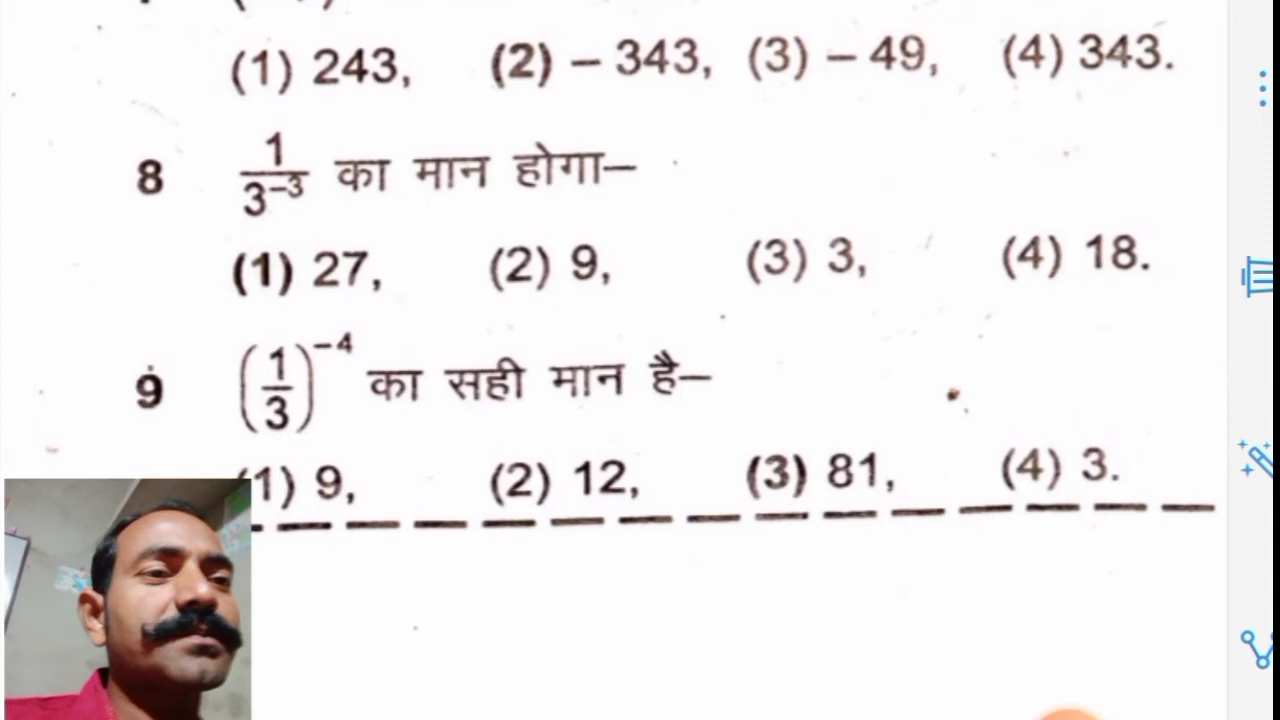 (1) 243, (2) – 343, (3) – 49, (4) 343.
8 1/3⁻³ का मान होगा–
(1) 27, (2) 9, (3) 3, (4) 18.
9 (1/3)⁻⁴ का सही मान है–
1) 9, (2) 12, (3) 81, (4) 3.